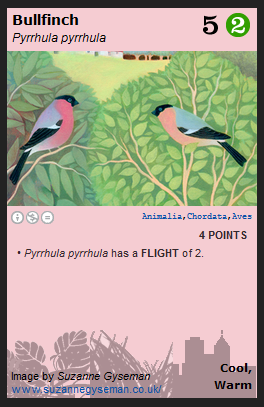 Bullfinch
Pyrrhula pyrrhula
5 2
Animalia,Chordata,Aves
4 POINTS
• Pyrrhula pyrrhula has a FLIGHT of 2.
Image by Suzanne Gyseman
www.suzannegyseman.co.uk/
Cool,
Warm